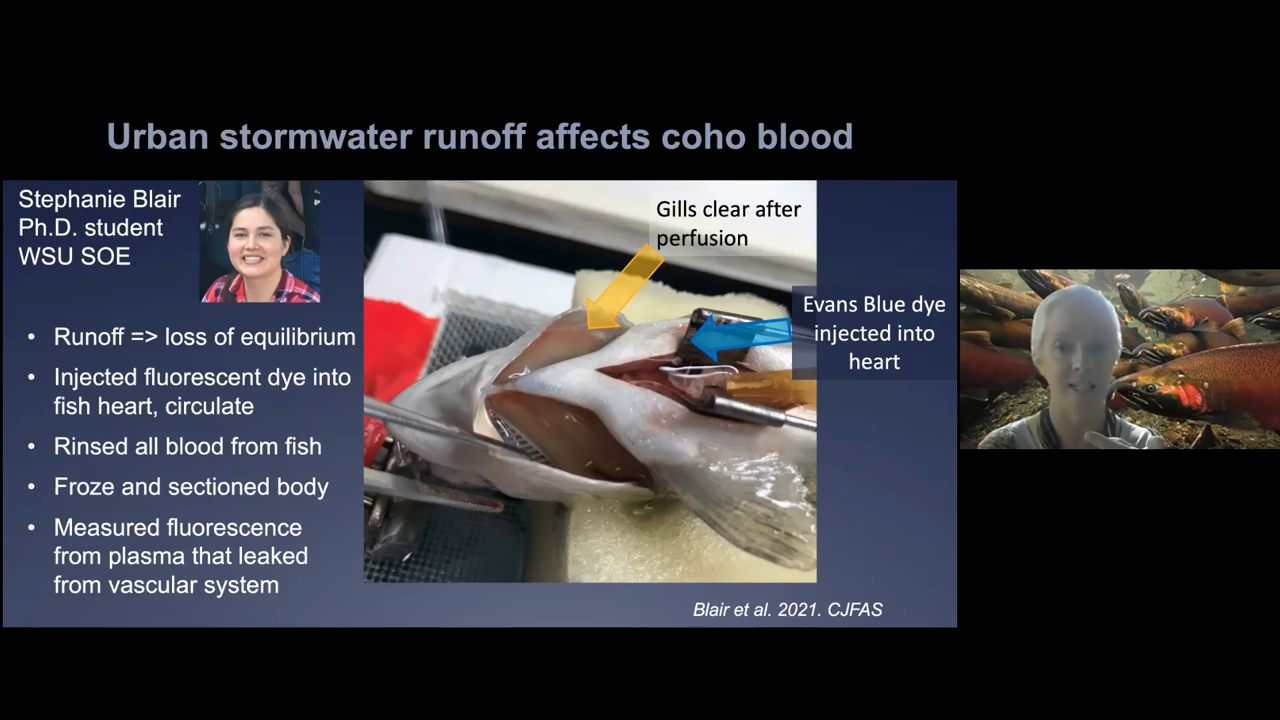 Urban stormwater runoff affects coho blood
Stephanie Blair
Ph.D. student
WSU SOE
• Runoff => loss of equilibrium
• Injected fluorescent dye into
fish heart, circulate
• Rinsed all blood from fish
• Froze and sectioned body
• Measured fluorescence
from plasma that leaked
from vascular system
Gills clear after
perfusion
Evans Blue dye
injected into
heart
Blair et al. 2021. CJFAS